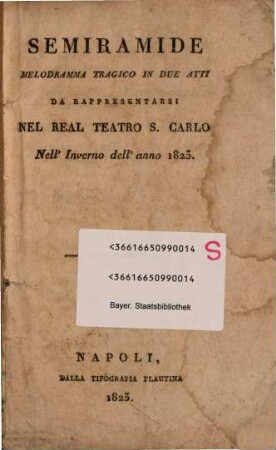 SEMIRAMIDE
MELODRAMMA TRAGICO IN DUE ATTI
DA RAPPRESENTARSI
NEL REAL TEATRO S. CARLO
Nell' Inverno dell' anno 1823.
<36616650990014 S
<36616650990014
Bayer. Staatsbibliothek
NAPOLI,
DALLA TIPOGRAFIA FLAUTINA
1823.